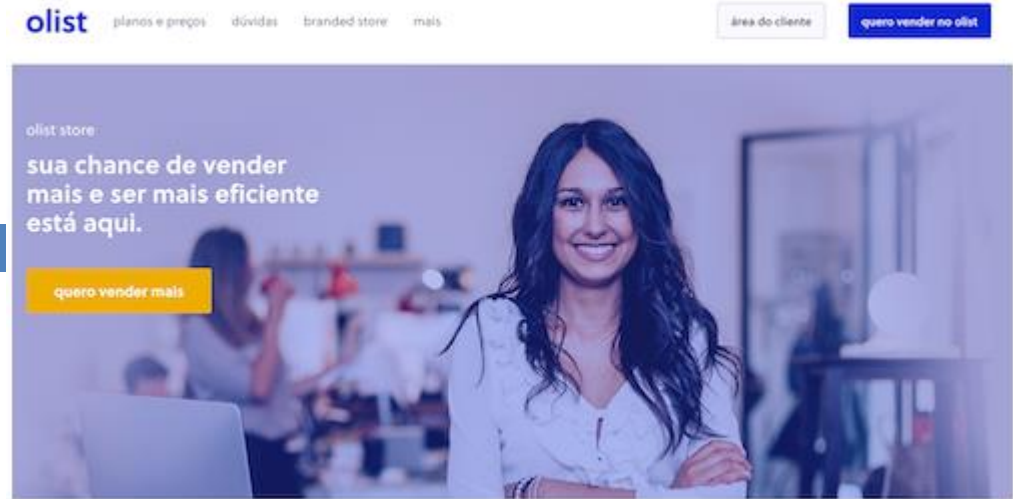 olist
planos e preços
dúvidas
branded store
mais
área do cliente
quero vender no olist
olist store
sua chance de vender
mais e ser mais eficiente
está aqui.
quero vender mais